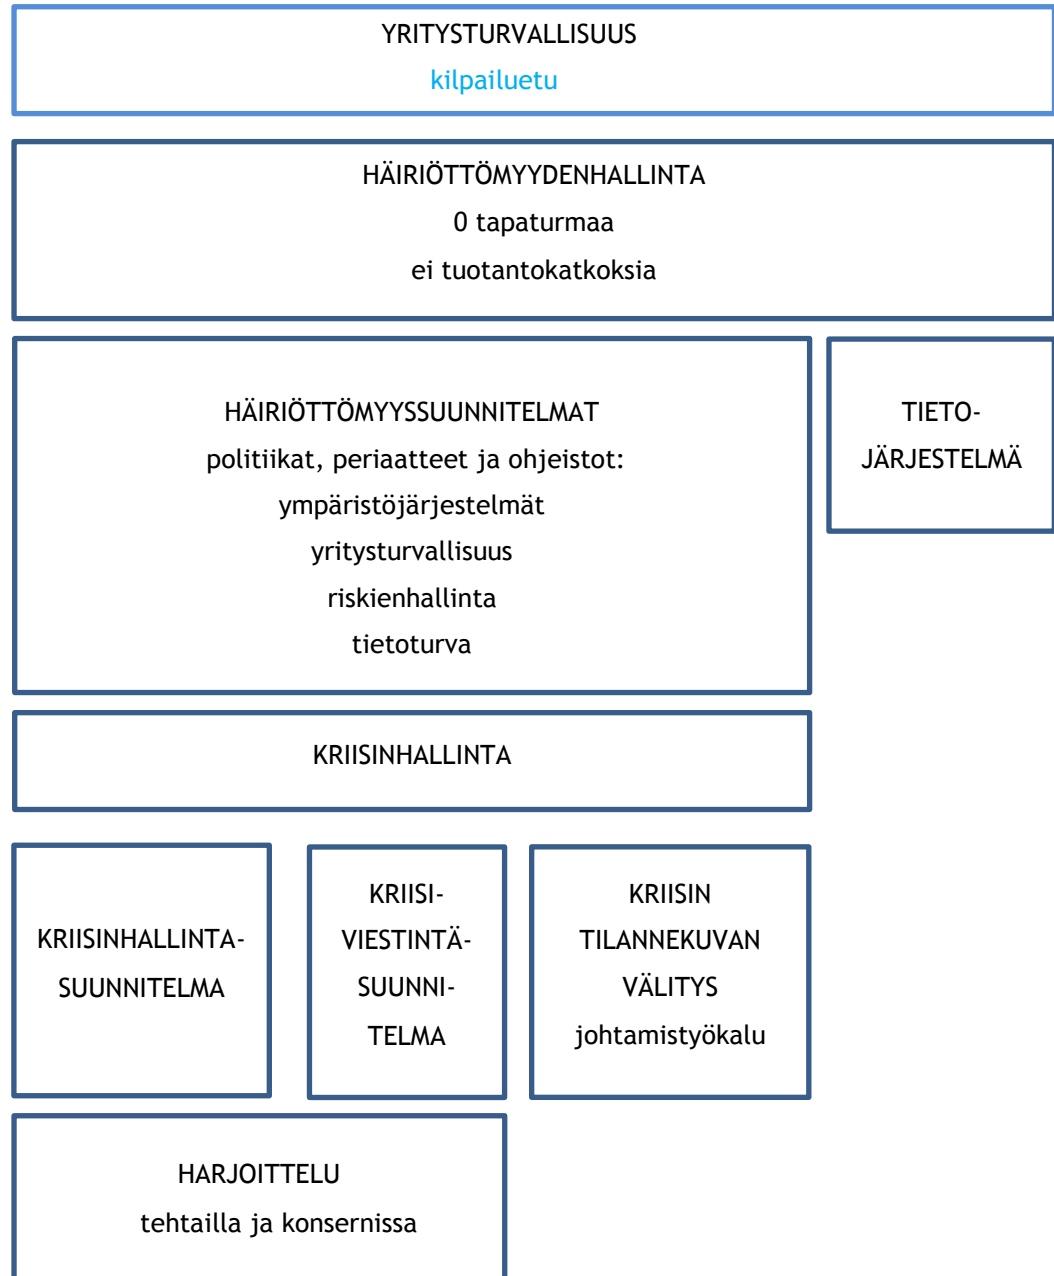 YRITYSTURVALLISUUS
kilpailuetu
HÄIRIÖTTÖMYYDENHALLINTA
0 tapaturmaa
ei tuotantokatkoksia
HÄIRIÖTTÖMYYSSUUNNITELMAT
politiikat, periaatteet ja ohjeistot:
ympäristöjärjestelmät
yritysturvallisuus
riskienhallinta
tietoturva
TIETO-
JÄRJESTELMÄ
KRIISINHALLINTA
KRIISINHALLINTA-
SUUNNITELMA
KRIISI-
VIESTINTÄ-
SUUNNI-
TELMA
KRIISIN
TILANNEKUVAN
VÄLITYS
johtamistyökalu
HARJOITTELU
tehtailla ja konsernissa